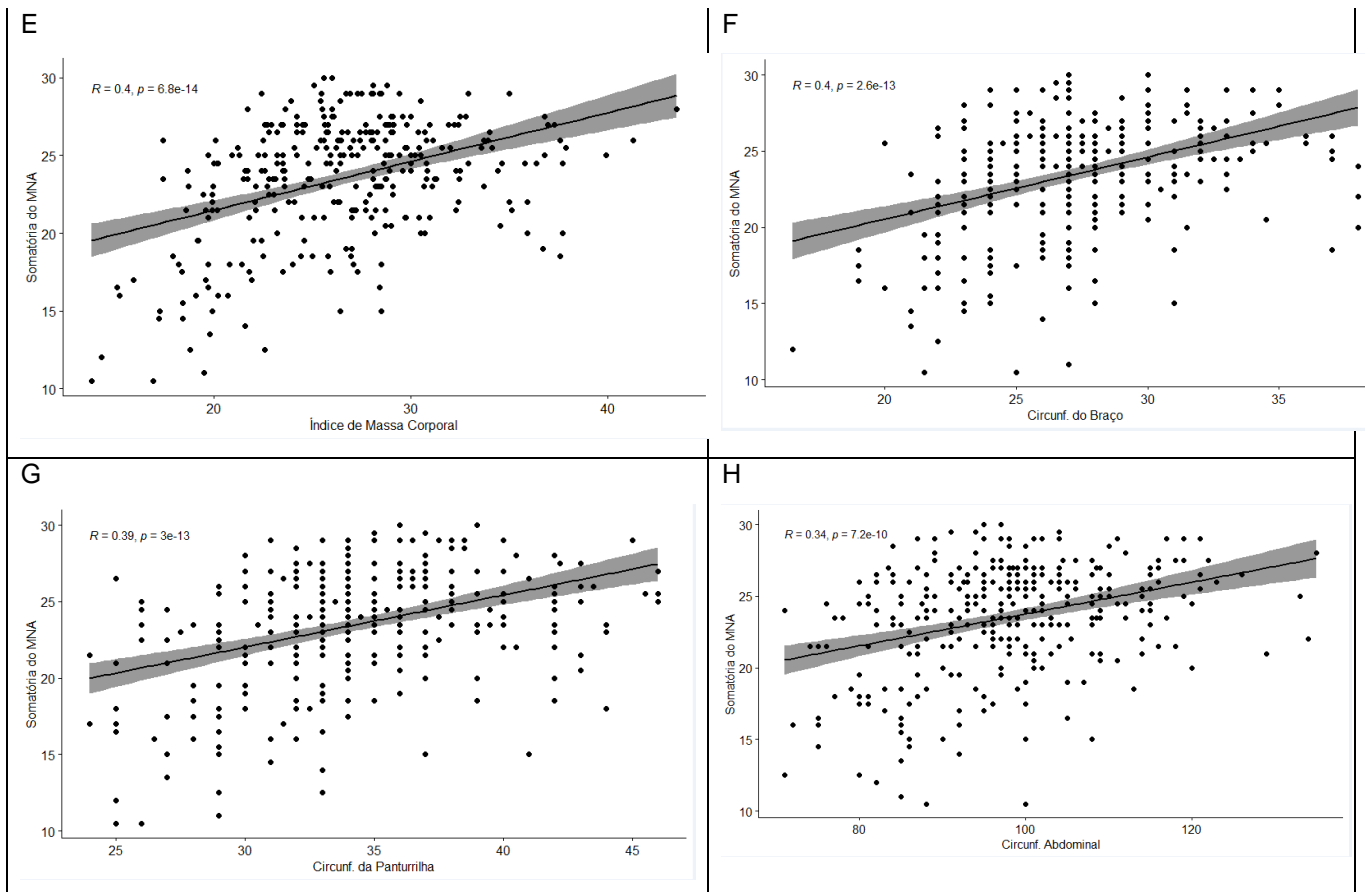 E
R = 0.4, p = 6.8e-14
Somatória do MNA
30
25
20
15
10
20
30
40
Índice de Massa Corporal
F
R = 0.4, p = 2.6e-13
Somatória do MNA
30
25
20
15
10
20
25
30
35
Circunf. do Braço
G
R = 0.39, p = 3e-13
Somatória do MNA
30
25
20
15
10
25
30
35
40
45
Circunf. da Panturrilha
H
R = 0.34, p = 7.2e-10
Somatória do MNA
30
25
20
15
10
80
100
120
Circunf. Abdominal